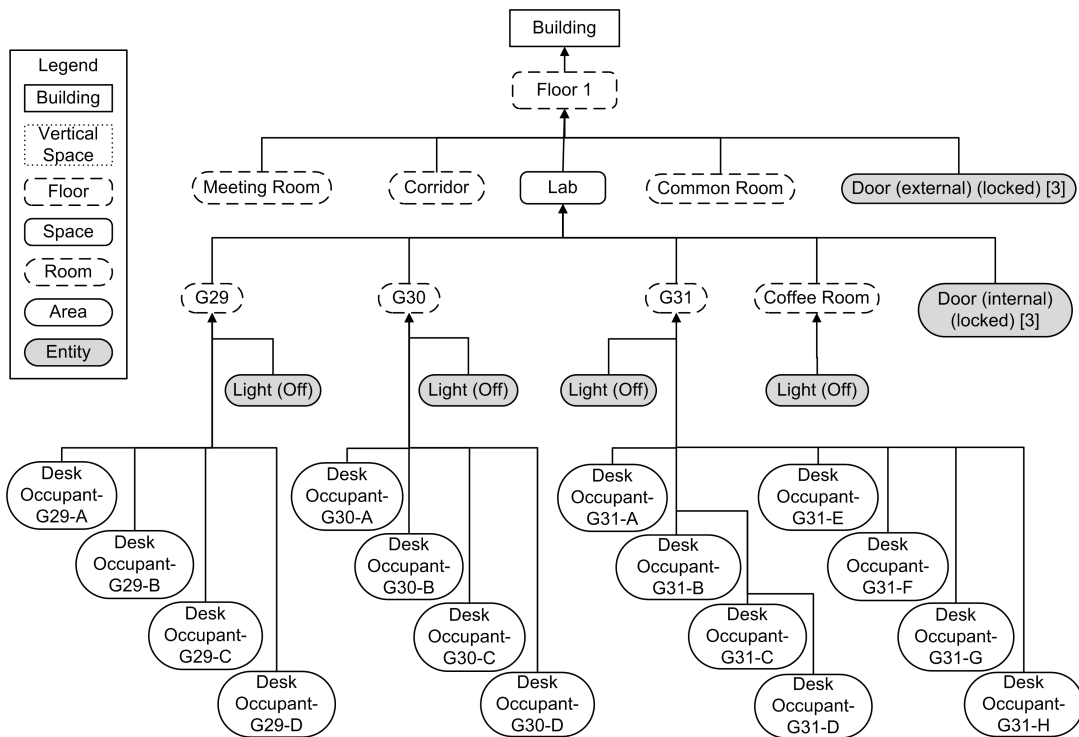 Building
Legend
Building
Vertical
Space
Floor
Space
Room
Area
Entity
Floor 1
Meeting Room
Corridor
Lab
Common Room
Door (external) (locked) [3]
G29
G30
G31
Coffee Room
Door (internal)
(locked) [3]
Light (Off)
Light (Off)
Light (Off)
Light (Off)
Desk
Occupant-
G29-A
Desk
Occupant-
G29-B
Desk
Occupant-
G29-C
Desk
Occupant-
G29-D
Desk
Occupant-
G30-A
Desk
Occupant-
G30-B
Desk
Occupant-
G30-C
Desk
Occupant-
G30-D
Desk
Occupant-
G31-A
Desk
Occupant-
G31-B
Desk
Occupant-
G31-C
Desk
Occupant-
G31-D
Desk
Occupant-
G31-E
Desk
Occupant-
G31-F
Desk
Occupant-
G31-G
Desk
Occupant-
G31-H